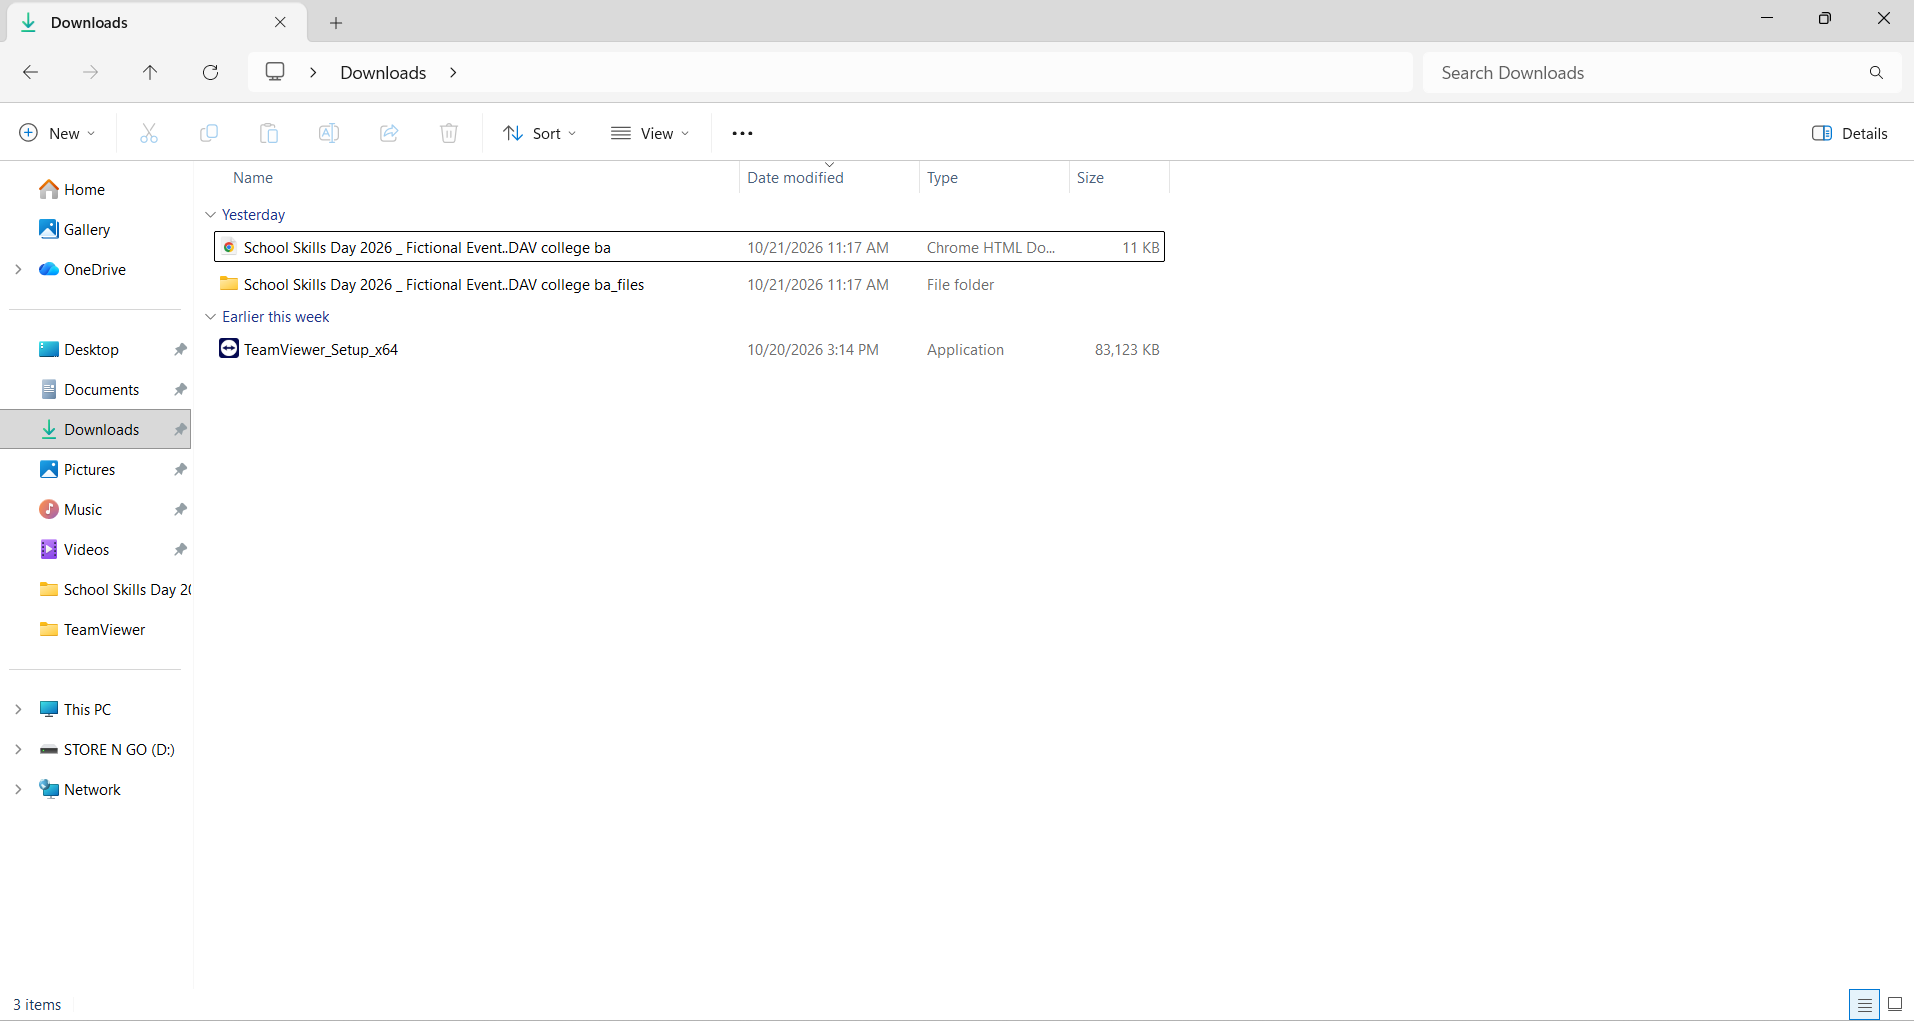 Downloads
Downloads
Search Downloads
New
Sort
View
Details
Home
Gallery
OneDrive
Desktop
Documents
Downloads
Pictures
Music
Videos
School Skills Day 20
TeamViewer
This PC
STORE N GO (D:)
Network
Name Date modified Type Size
Yesterday
School Skills Day 2026 _ Fictional Event..DAV college ba 10/21/2026 11:17 AM Chrome HTML Do... 11 KB
School Skills Day 2026 _ Fictional Event..DAV college ba_files 10/21/2026 11:17 AM File folder
Earlier this week
TeamViewer_Setup_x64 10/20/2026 3:14 PM Application 83,123 KB
3 items